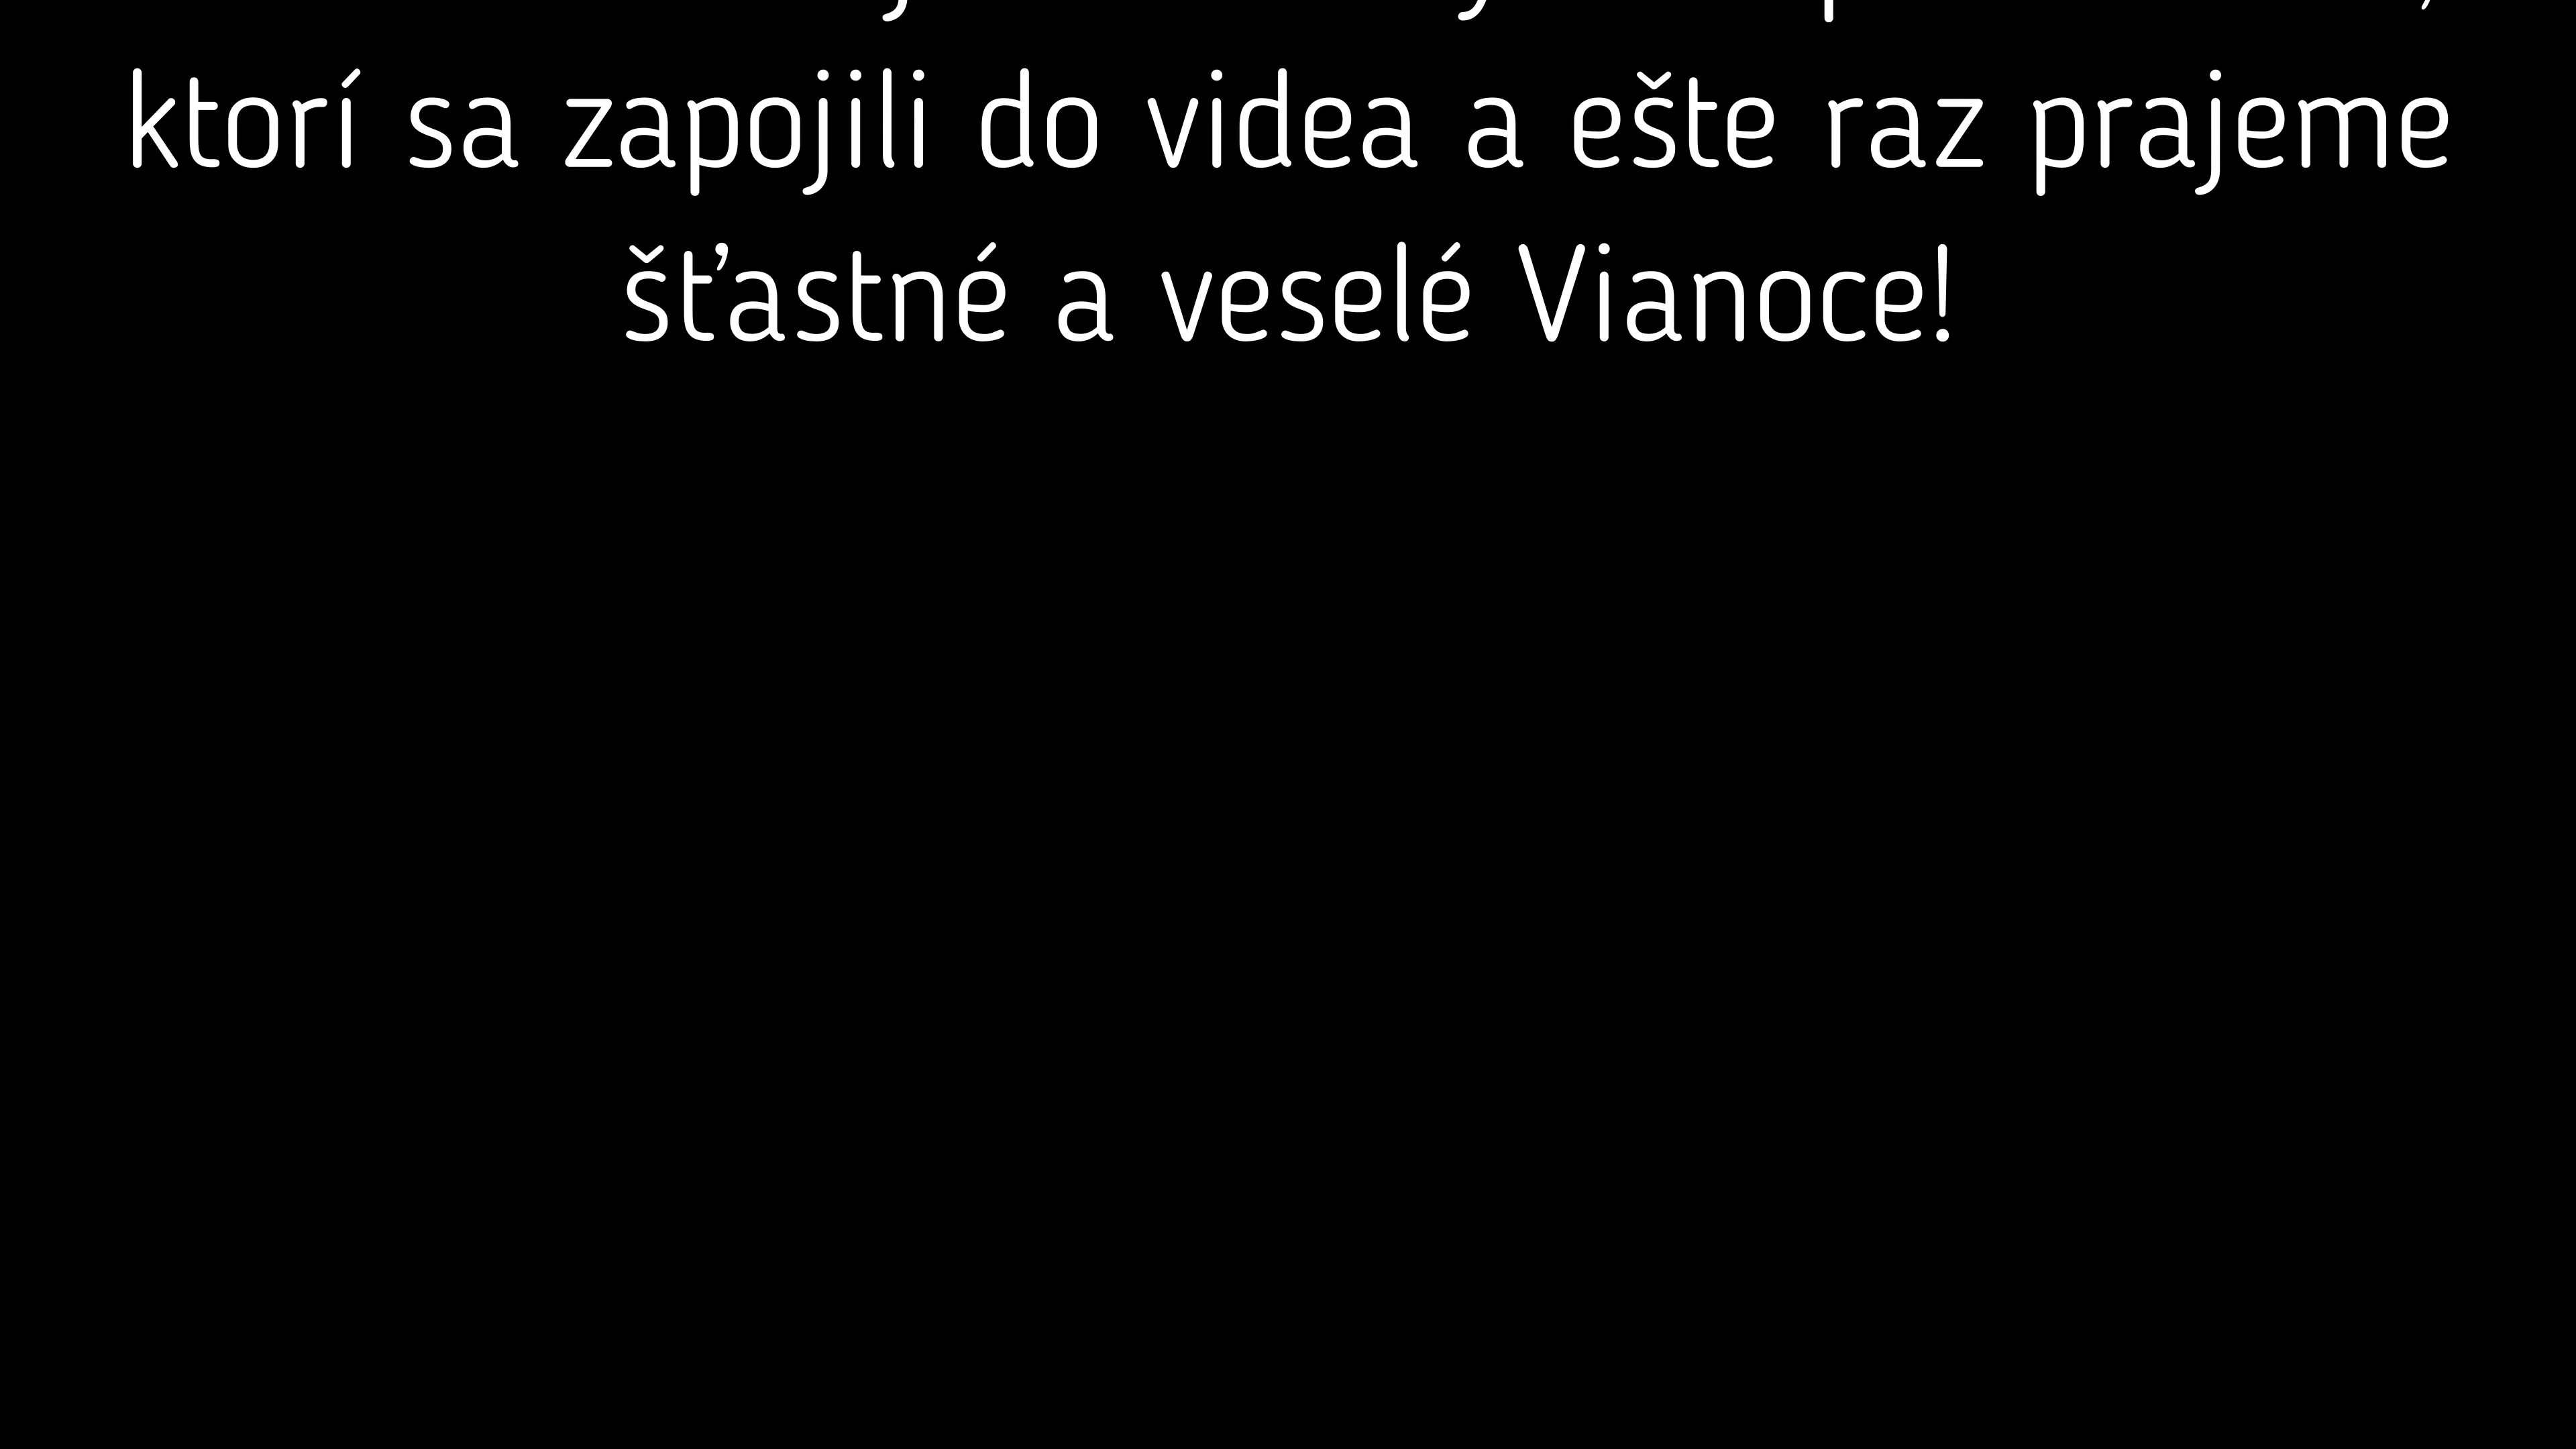 ktorí sa zapojili do videa a ešte raz prajeme
šťastné a veselé Vianoce!